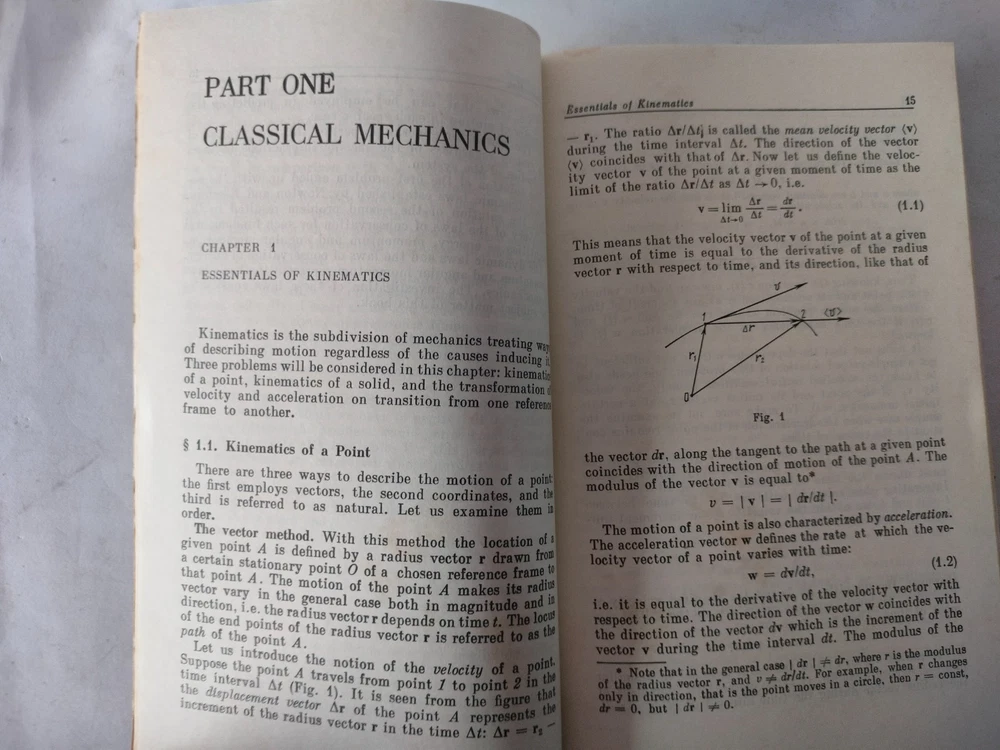 PART ONE
CLASSICAL MECHANICS
CHAPTER 1
ESSENTIALS OF KINEMATICS
Kinematics is the subdivision of mechanics treating way
of describing motion regardless of the causes inducing it
Three problems will be considered in this chapter: kinemati
of a point, kinematics of a solid, and the transformation o
velocity and acceleration on transition from one referenc
frame to another.
§ 1.1. Kinematics of a Point
There are three ways to describe the motion of a point:
the first employs vectors, the second coordinates, and the
third is referred to as natural. Let us examine them in
order.
The vector method. With this method the location of a
given point A is defined by a radius vector r drawn from
a certain stationary point O of a chosen reference frame to
that point A. The motion of the point A makes its radius
vector vary in the general case both in magnitude and in
direction, i.e. the radius vector r depends on time t. The locus
of the end points of the radius vector r is referred to as the
path of the point A.
Let us introduce the notion of the velocity of a point.
Suppose the point A travels from point 1 to point 2 in the
time interval Δt (Fig. 1). It is seen from the figure that
the displacement vector Δr of the point A represents the
increment of the radius vector r in the time Δt: Δr = r₂ —
Essentials of Kinematics 15
— r₁. The ratio Δr/Δt is called the mean velocity vector ⟨v⟩
during the time interval Δt. The direction of the vector
⟨v⟩ coincides with that of Δr. Now let us define the veloc-
ity vector v of the point at a given moment of time as the
limit of the ratio Δr/Δt as Δt → 0, i.e.
v = lim Δt→0 Δr/Δt = dr/dt. (1.1)
This means that the velocity vector v of the point at a given
moment of time is equal to the derivative of the radius
vector r with respect to time, and its direction, like that of
v
1 2 ⟨v⟩
Δr
r₁ r₂
0
Fig. 1
the vector dr, along the tangent to the path at a given point
coincides with the direction of motion of the point A. The
modulus of the vector v is equal to*
v = | v | = | dr/dt |.
The motion of a point is also characterized by acceleration.
The acceleration vector w defines the rate at which the ve-
locity vector of a point varies with time:
w = dv/dt, (1.2)
i.e. it is equal to the derivative of the velocity vector with
respect to time. The direction of the vector w coincides with
the direction of the vector dv which is the increment of the
vector v during the time interval dt. The modulus of the
* Note that in the general case | dr | ≠ dr, where r is the modulus
of the radius vector r, and v ≠ dr/dt. For example, when r changes
only in direction, that is the point moves in a circle, then r = const,
dr = 0, but | dr | ≠ 0.